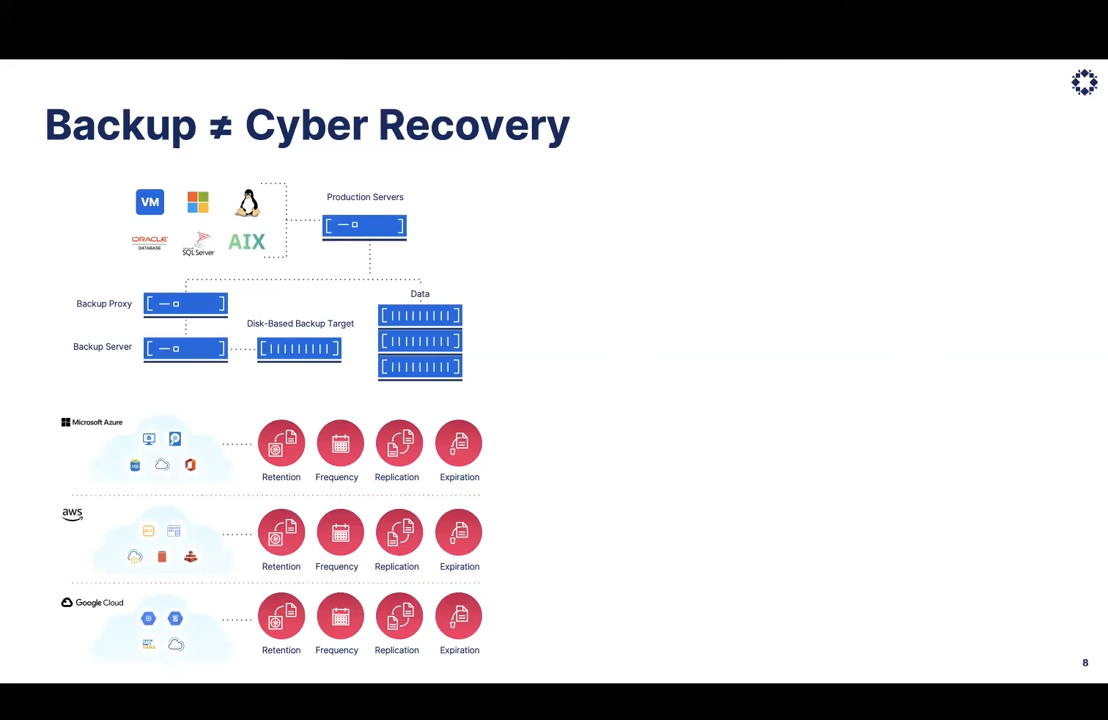 Backup ≠ Cyber Recovery
VM
ORACLE
DATABASE
SQL Server
AIX
Production Servers
Backup Proxy
Backup Server
Disk-Based Backup Target
Data
Microsoft Azure
SQL
Retention
Frequency
Replication
Expiration
aws
Retention
Frequency
Replication
Expiration
Google Cloud
Retention
Frequency
Replication
Expiration
8